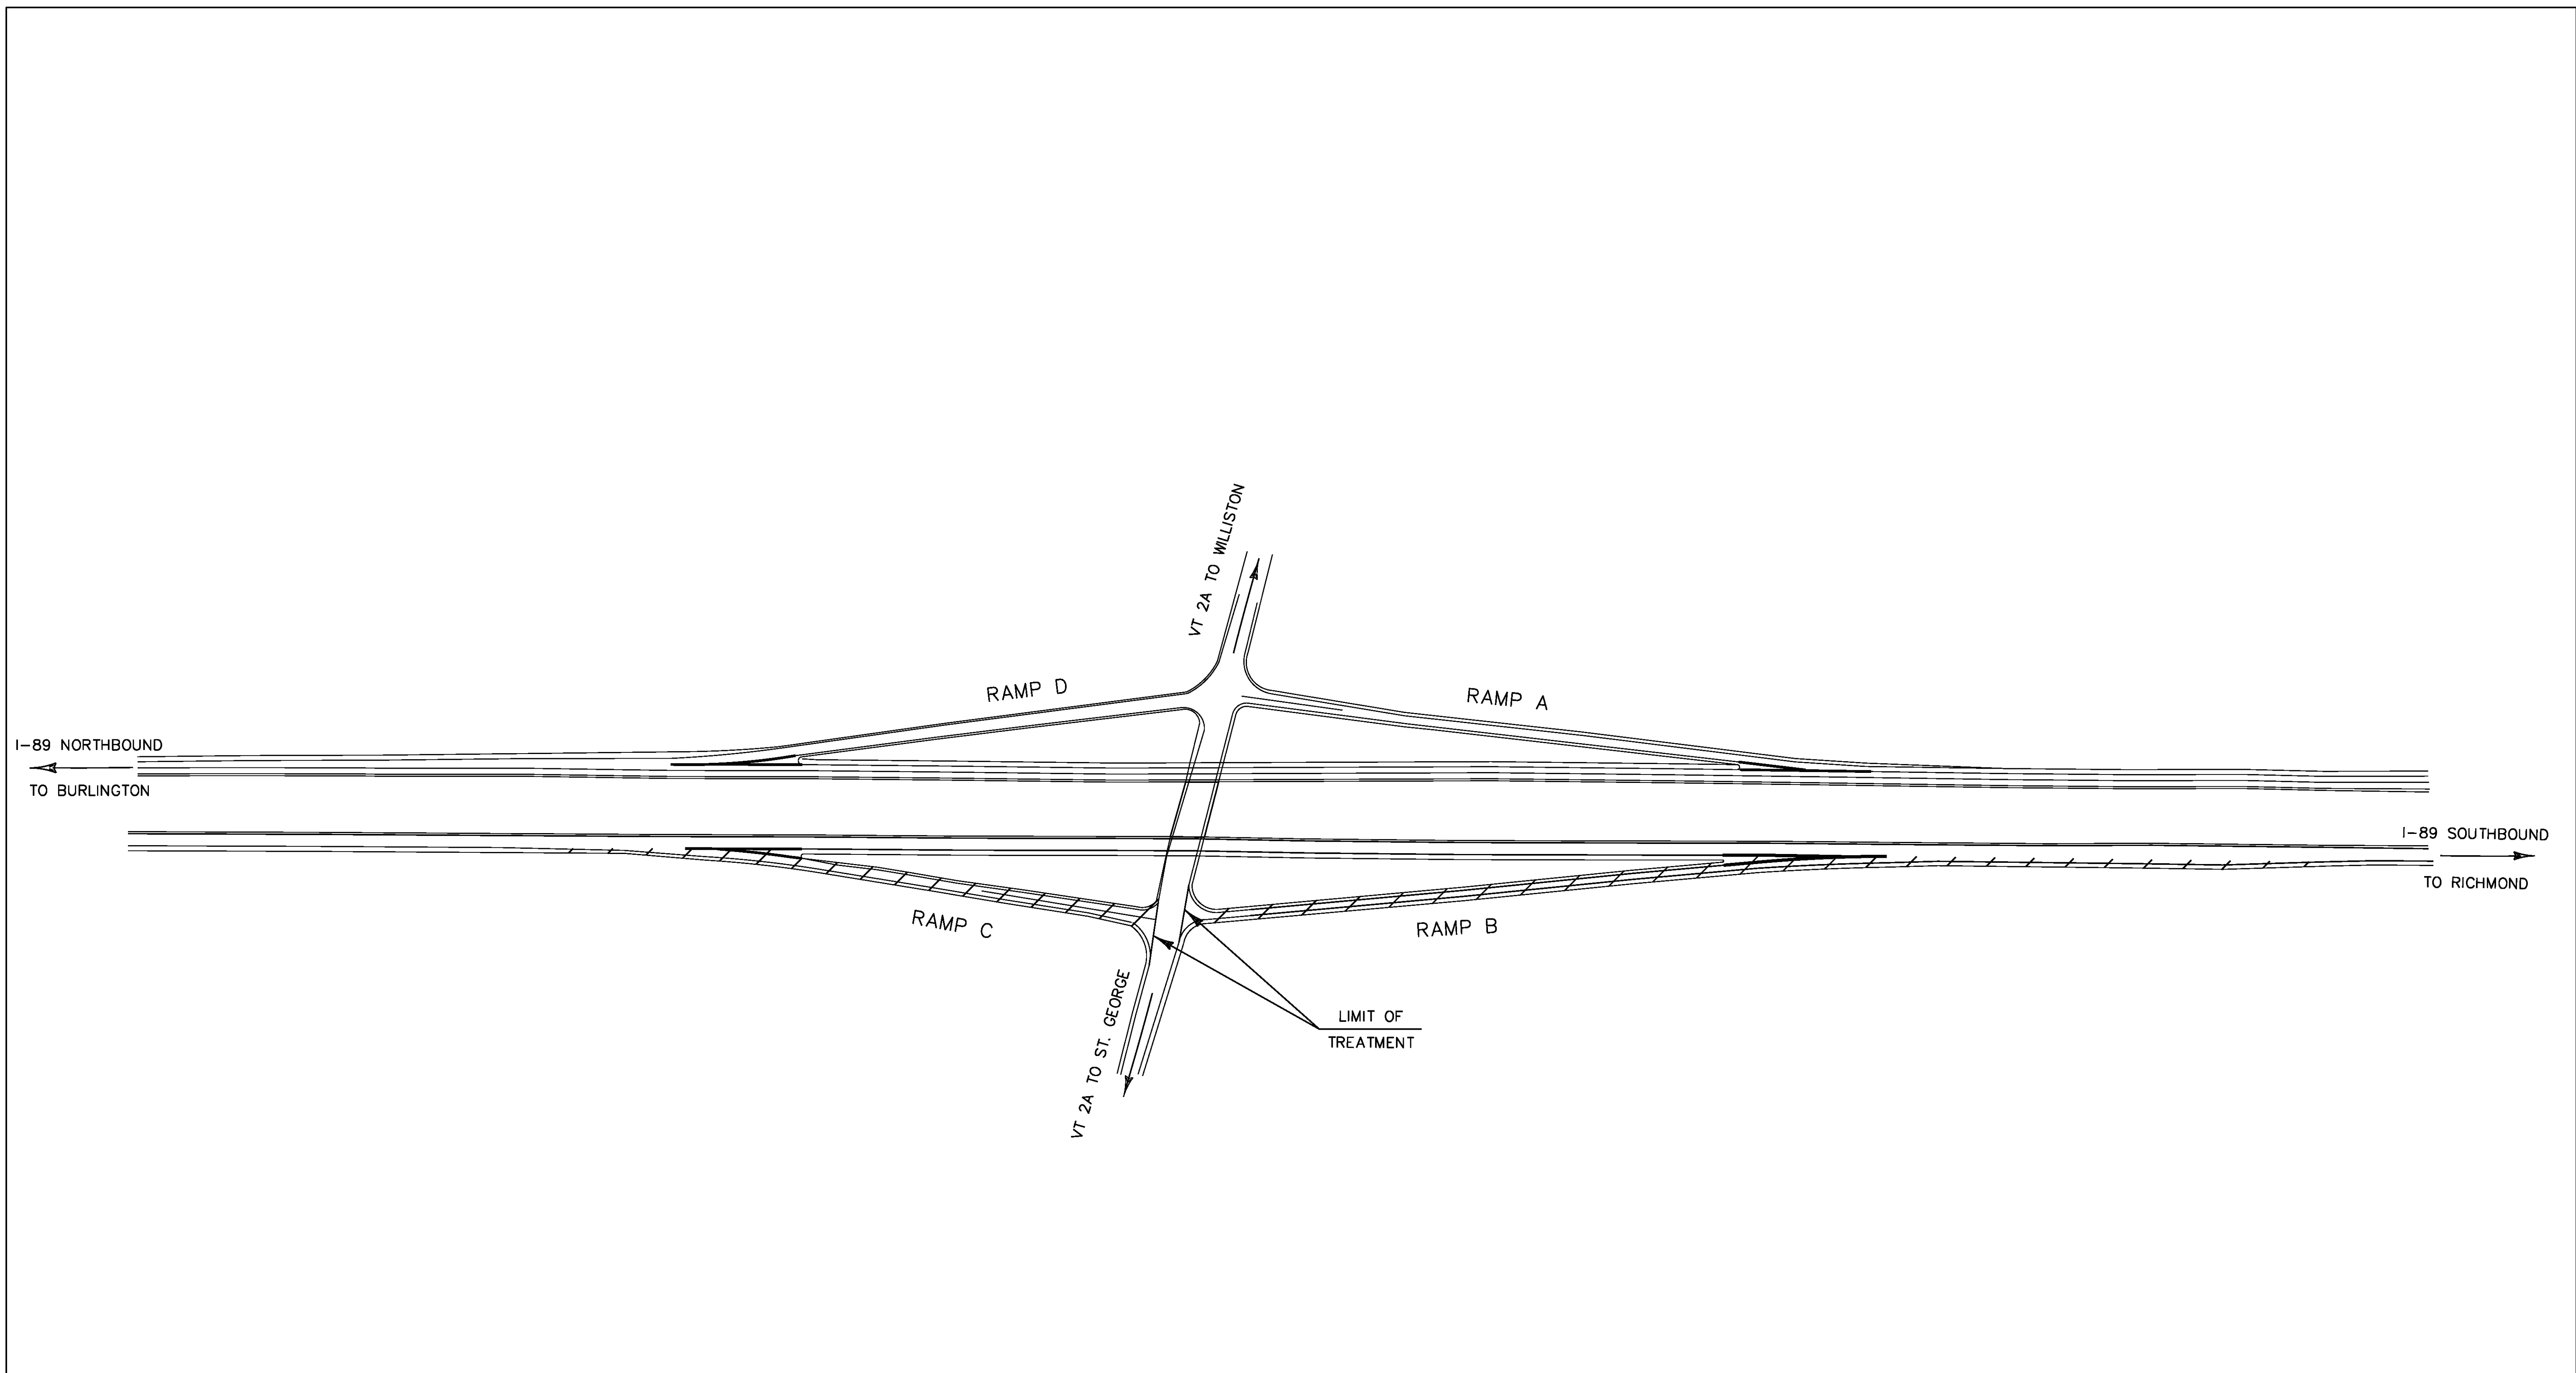 VT 2A TO WILLISTON
RAMP D
RAMP A
I-89 NORTHBOUND
TO BURLINGTON
I-89 SOUTHBOUND
TO RICHMOND
RAMP C
RAMP B
VT 2A TO ST. GEORGE
LIMIT OF
TREATMENT